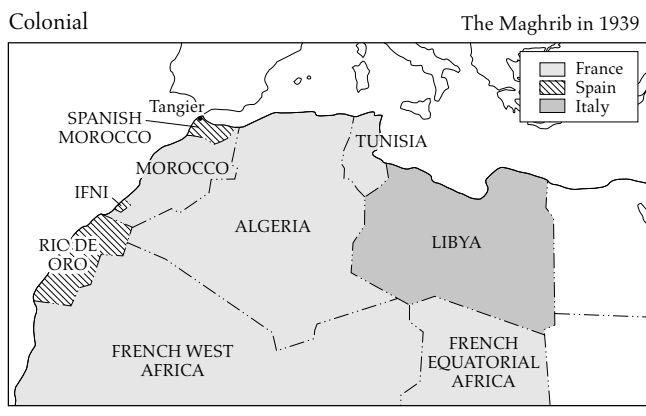 Colonial
The Maghrib in 1939
France
Spain
Italy
Tangier
SPANISH
MOROCCO
TUNISIA
MOROCCO
IFNI
ALGERIA
RIO DE
ORO
LIBYA
FRENCH WEST
AFRICA
FRENCH
EQUATORIAL
AFRICA